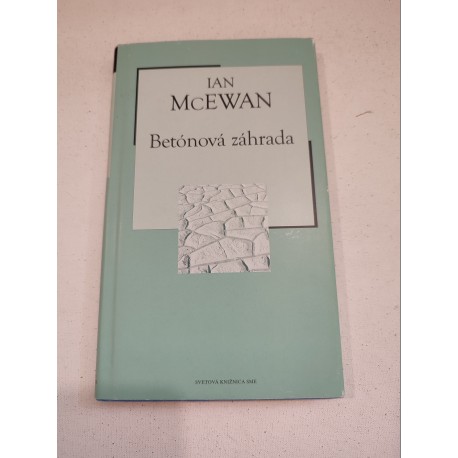 IAN
McEWAN
Betónová záhrada
SVETOVÁ KNIŽNICA SME